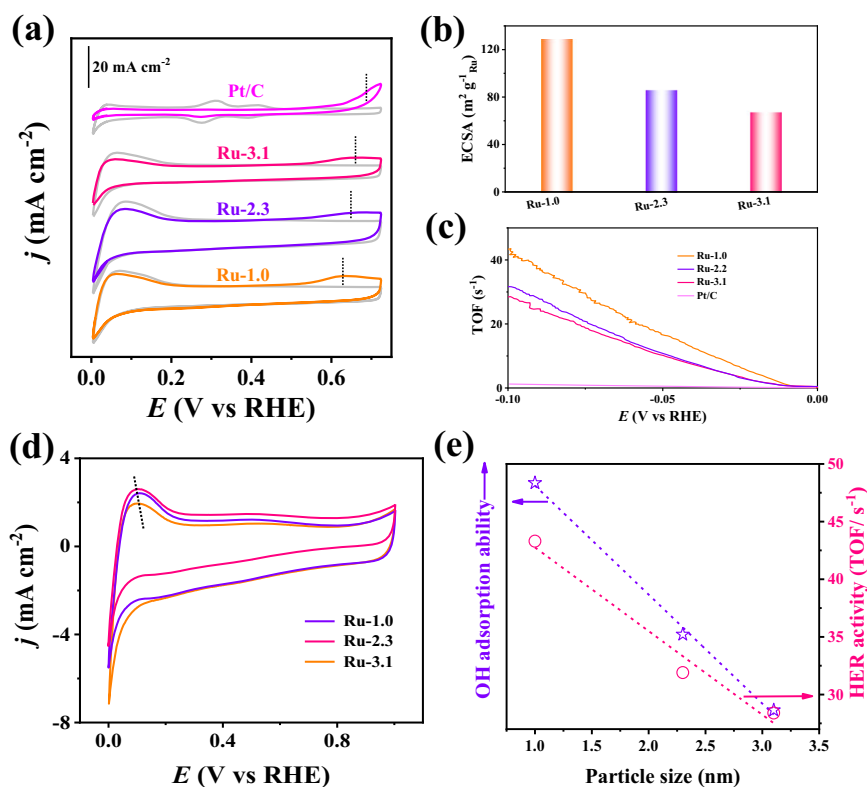 (a)
20 mA cm⁻²
Pt/C
Ru-3.1
Ru-2.3
Ru-1.0
j (mA cm⁻²)
0.0 0.2 0.4 0.6
E (V vs RHE)
(b)
ECSA (m² g⁻¹Ru)
120
80
40
0
Ru-1.0 Ru-2.3 Ru-3.1
(c)
TOF (s⁻¹)
40
20
0
Ru-1.0
Ru-2.2
Ru-3.1
Pt/C
-0.10 -0.05 0.00
E (V vs RHE)
(d)
j (mA cm⁻²)
4
0
-4
-8
Ru-1.0
Ru-2.3
Ru-3.1
0.0 0.4 0.8
E (V vs RHE)
(e)
OH adsorption ability
50
45
40
35
30
HER activity (TOF/ s⁻¹)
1.0 1.5 2.0 2.5 3.0 3.5
Particle size (nm)